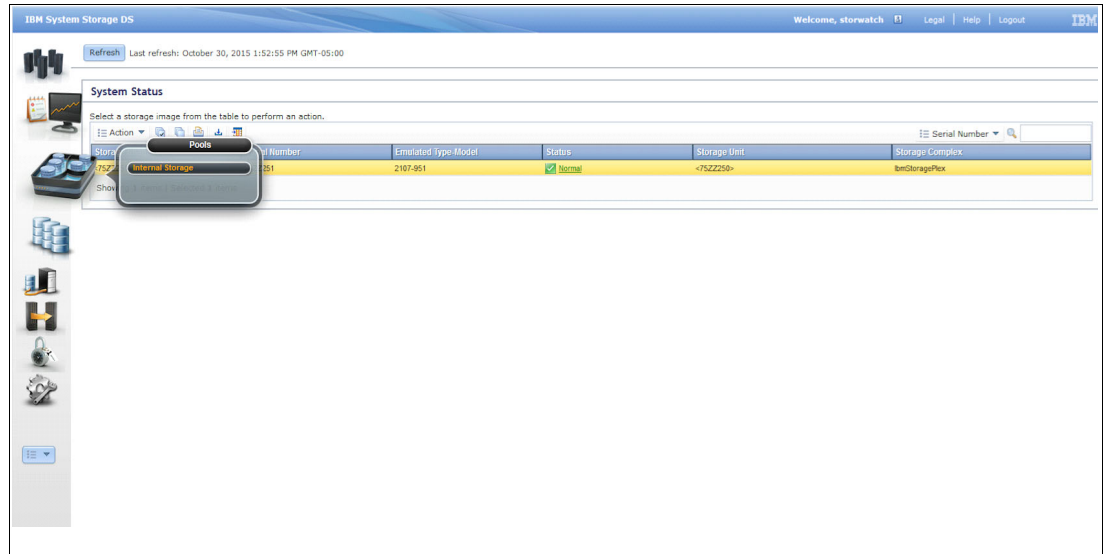 IBM System Storage DS
Welcome, storwatch
Legal | Help | Logout
IBM
Refresh
Last refresh: October 30, 2015 1:52:55 PM GMT-05:00
System Status
Select a storage image from the table to perform an action.
Action
Serial Number
Pools
Internal Storage
Number
Emulated Type-Model
Status
Storage Unit
Storage Complex
2107-951
Normal
<75ZZ250>
IbmStoragePlex